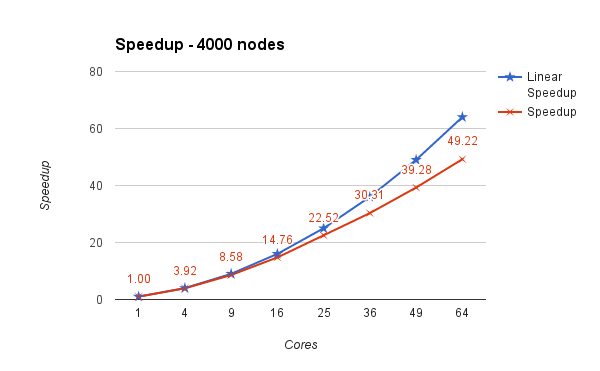 Speedup - 4000 nodes
80
60
40
20
0
Speedup
1.00
3.92
8.58
14.76
22.52
30.31
39.28
49.22
1 4 9 16 25 36 49 64
Cores
Linear
Speedup
Speedup